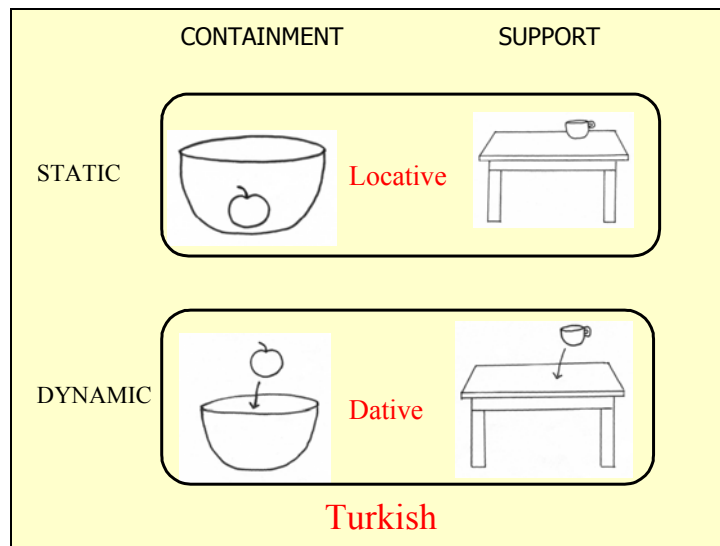 CONTAINMENT SUPPORT
STATIC
Locative
DYNAMIC
Dative
Turkish